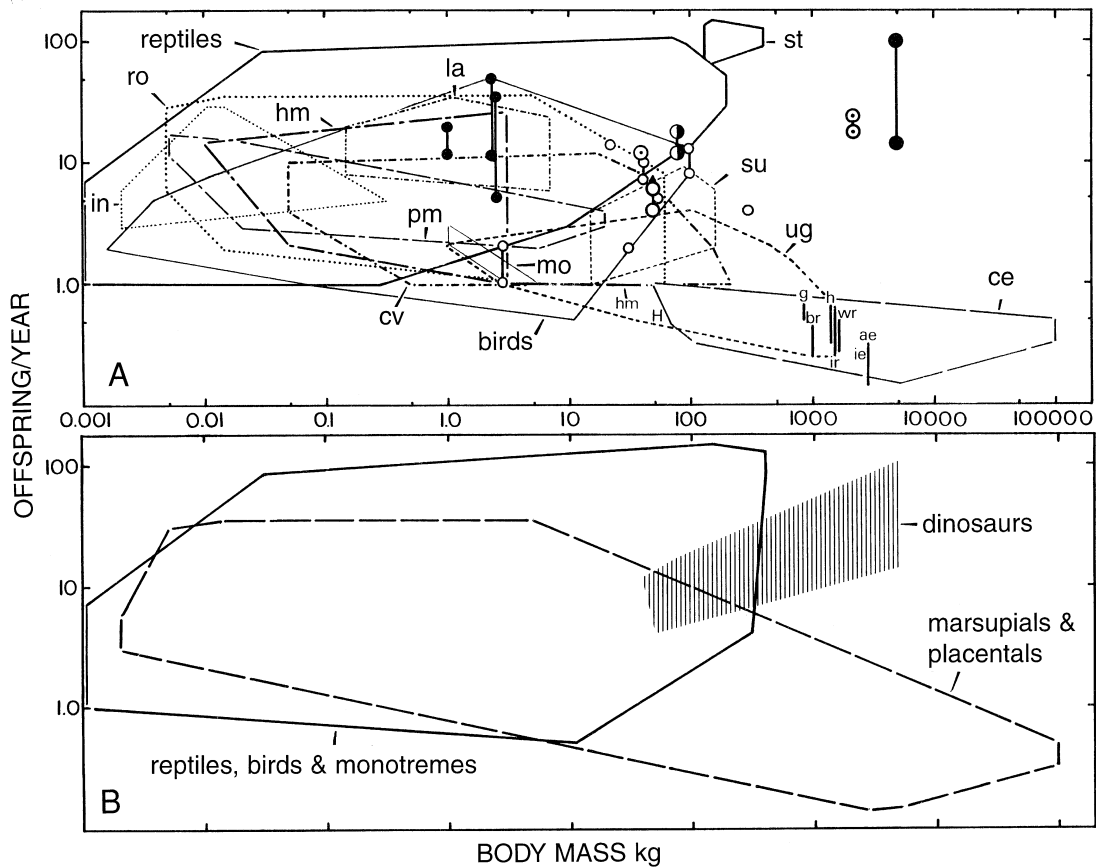 100
reptiles
st
la
ro
hm
10
su
in
pm
ug
mo
ce
1.0
g
h
hm
H
br
wr
cv
ae
birds
ie
ir
A
OFFSPRING/YEAR
0.001
0.01
0.1
1.0
10
100
1000
10000
100000
100
dinosaurs
10
marsupials &
placentals
1.0
reptiles, birds & monotremes
B
BODY MASS kg